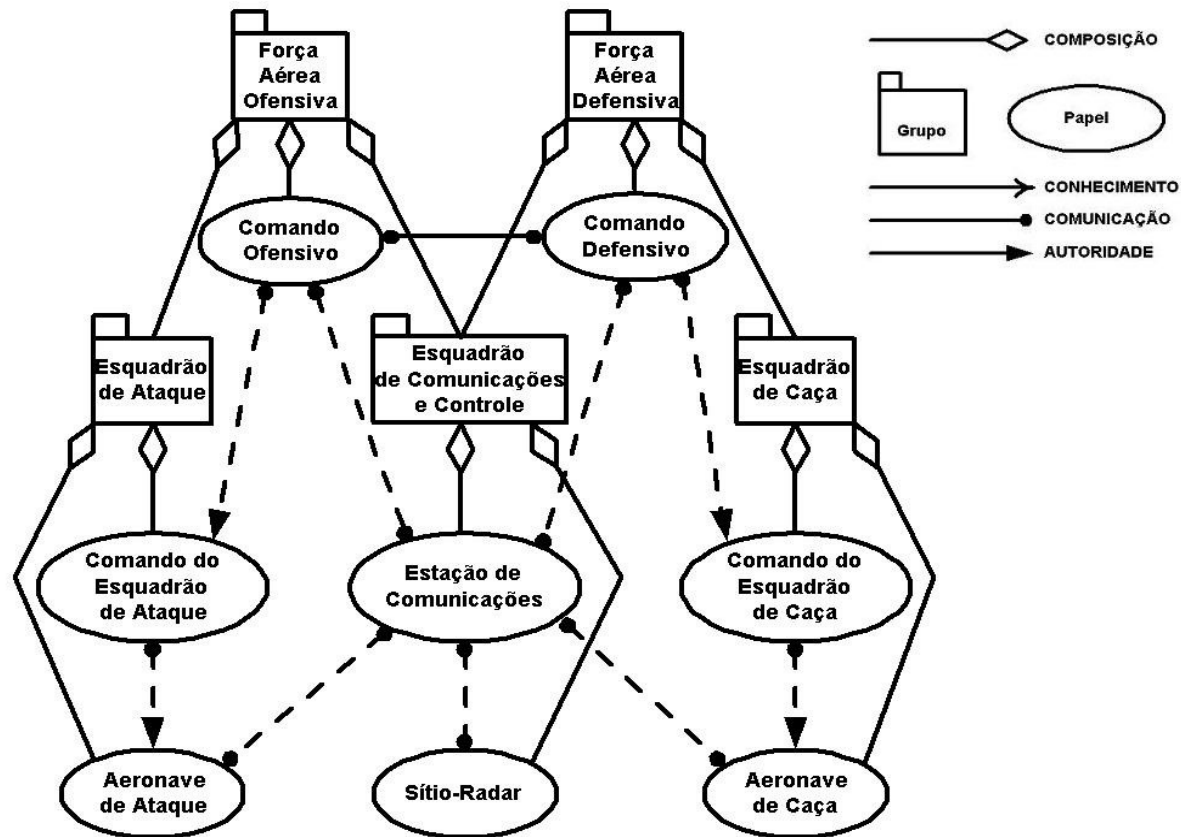 Força
Aérea
Ofensiva
Força
Aérea
Defensiva
COMPOSIÇÃO
Grupo
Papel
CONHECIMENTO
COMUNICAÇÃO
AUTORIDADE
Comando
Ofensivo
Comando
Defensivo
Esquadrão
de Ataque
Esquadrão
de Comunicações
e Controle
Esquadrão
de Caça
Comando do
Esquadrão
de Ataque
Estação de
Comunicações
Comando do
Esquadrão
de Caça
Aeronave
de Ataque
Sítio-Radar
Aeronave
de Caça